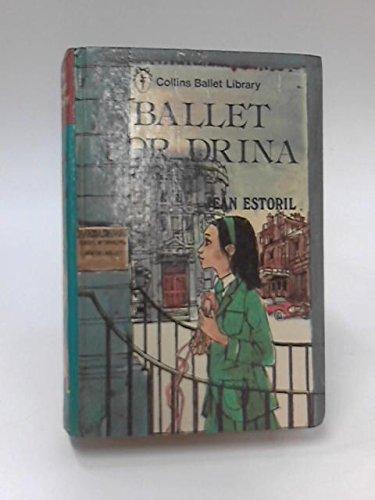 Collins Ballet Library
BALLET
FOR DRINA
JEAN ESTORIL